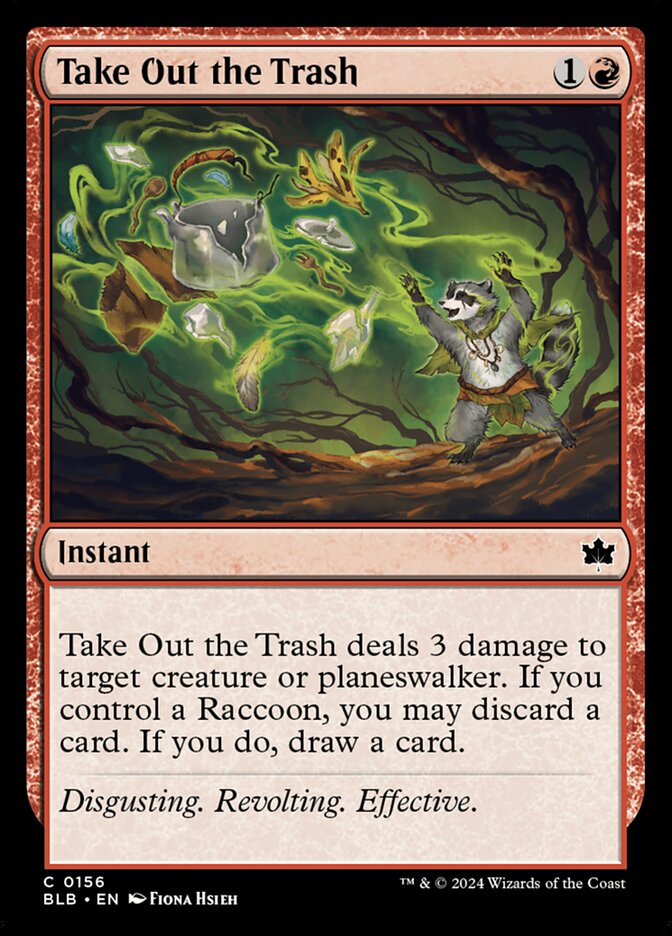 Take Out the Trash 1
Instant
Take Out the Trash deals 3 damage to
target creature or planeswalker. If you
control a Raccoon, you may discard a
card. If you do, draw a card.
Disgusting. Revolting. Effective.
C 0156
BLB • EN Fiona Hsieh
™ & © 2024 Wizards of the Coast